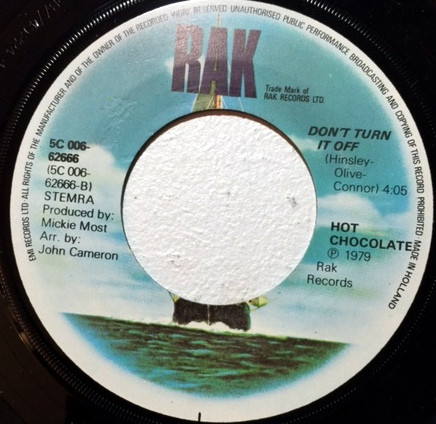 EMI RECORDS LTD ALL RIGHTS OF THE MANUFACTURER AND OF THE OWNER OF THE RECORDED WORK RESERVED UNAUTHORISED PUBLIC PERFORMANCE BROADCASTING AND COPYING OF THIS RECORD PROHIBITED MADE IN HOLLAND
RAK
Trade Mark of
RAK RECORDS LTD.
5C 006-
62666
(5C 006-
62666-B)
STEMRA
Produced by:
Mickie Most
Arr. by:
John Cameron
DON'T TURN
IT OFF
(Hinsley-
Olive-
Connor) 4:05
HOT
CHOCOLATE
℗ 1979
Rak
Records